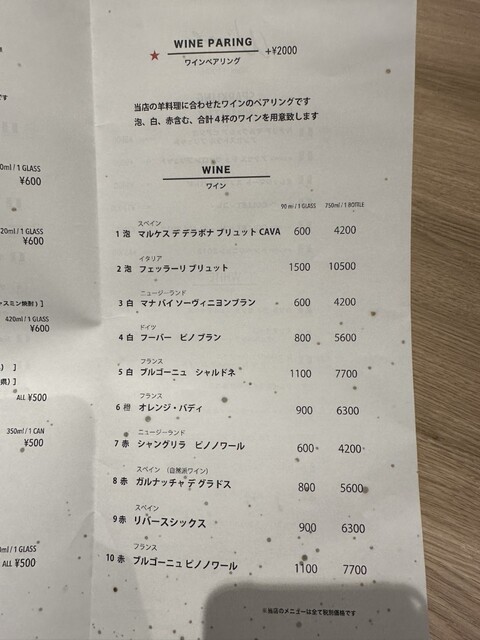 WINE PARING
★ ワインペアリング +¥2000
当店の羊料理に合わせたワインのペアリングです
泡、白、赤含む、合計4杯のワインを用意致します
WINE
ワイン
90 ml / 1 GLASS 750ml / 1 BOTTLE
スペイン
1 泡 マルケス デ デラボナ ブリュット CAVA 600 4200
イタリア
2 泡 フェッラーリ ブリュット 1500 10500
ニュージーランド
3 白 マナ バイ ソーヴィニヨンブラン 600 4200
ドイツ
4 白 フーバー ピノ ブラン 800 5600
フランス
5 白 ブルゴーニュ シャルドネ 1100 7700
フランス
6 橙 オレンジ・バディ 900 6300
ニュージーランド
7 赤 シャングリラ ピノノワール 600 4200
スペイン (自然派ワイン)
8 赤 ガルナッチャ デ グラドス 800 5600
スペイン
9 赤 リバースシックス 900 6300
フランス
10 赤 ブルゴーニュ ピノノワール 1100 7700
※当店のメニューは全て税別価格です
です
0ml / 1 GLASS
¥600
20ml / 1 GLASS
¥600
ャスミン焼酎)]
420ml / 1 GLASS
¥600
) ]
県) ]
ALL ¥500
350ml / 1 CAN
¥500
ml / 1 GLASS
ALL ¥500